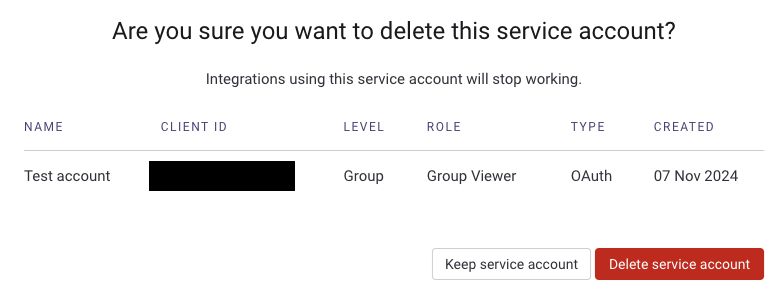 Are you sure you want to delete this service account?
Integrations using this service account will stop working.
NAME CLIENT ID LEVEL ROLE TYPE CREATED
Test account Group Group Viewer OAuth 07 Nov 2024
Keep service account Delete service account